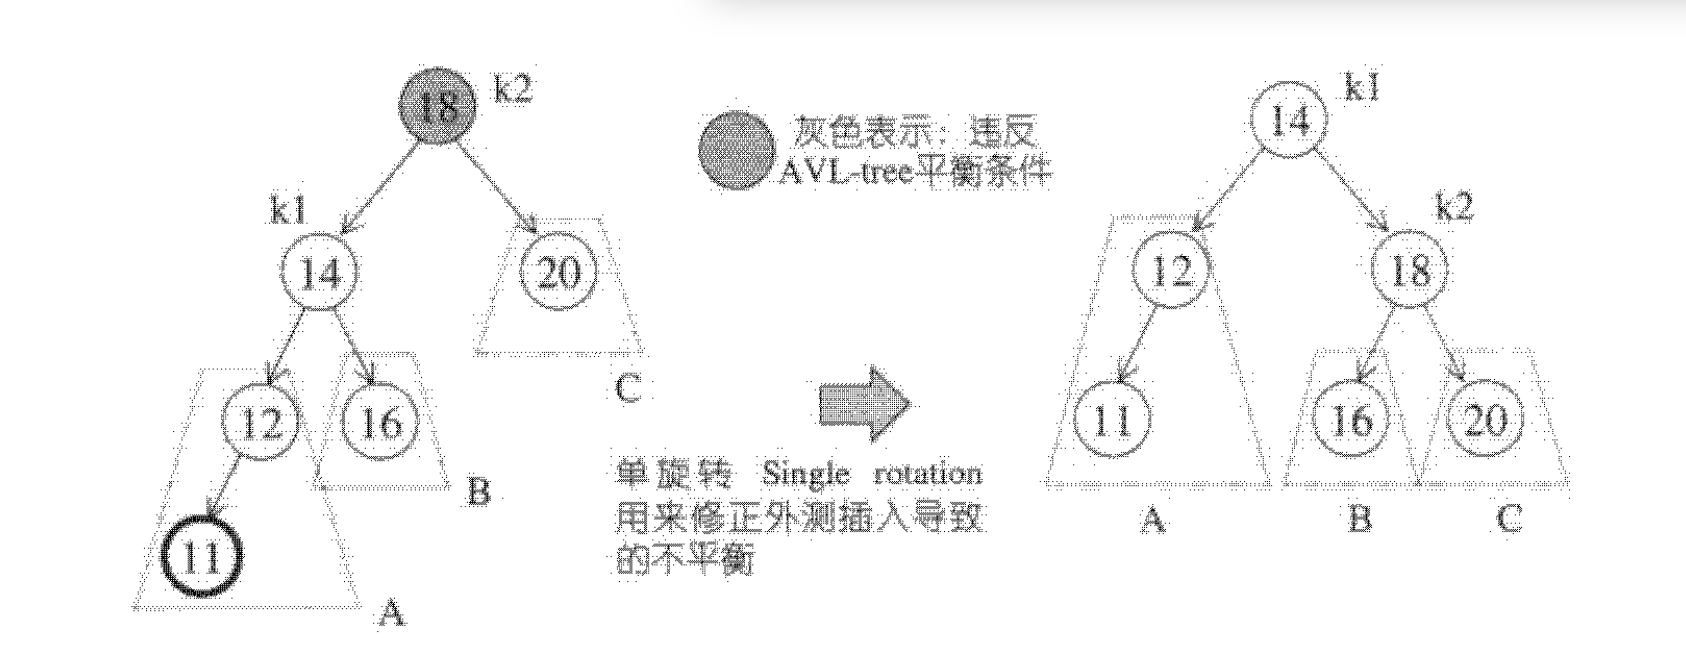 18
k2
k1
14
20
12
16
C
B
11
A
灰色表示：违反
AVL-tree平衡条件
单旋转 Single rotation
用来修正外测插入导致
的不平衡
14
k1
k2
12
18
11
16
20
A
B
C